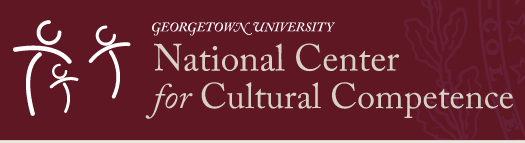 GEORGETOWN UNIVERSITY
National Center
for Cultural Competence